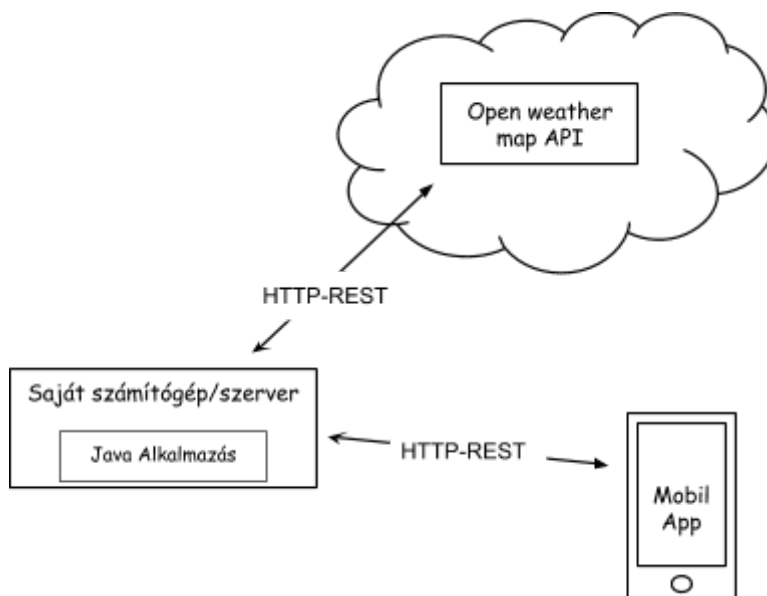 Open weather
map API
HTTP-REST
Saját számítógép/szerver
Java Alkalmazás
HTTP-REST
Mobil
App